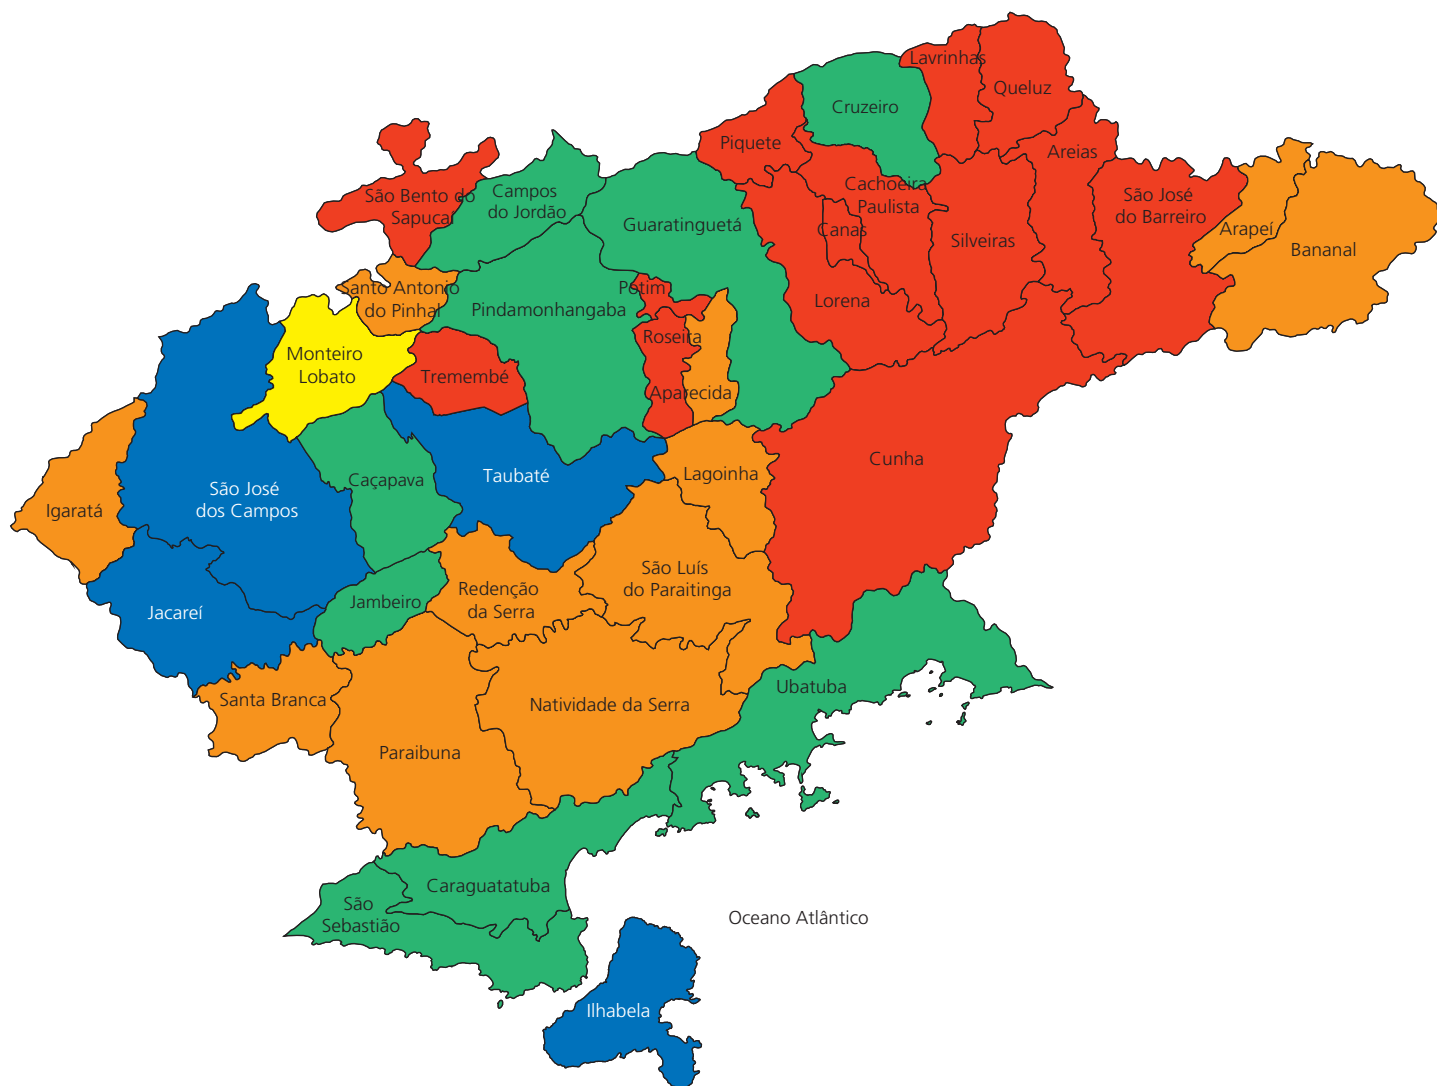 Lavrinhas
Queluz
Cruzeiro
Piquete
Areias
Cachoeira
Paulista
São José
do Barreiro
São Bento do
Sapucaí
Campos
do Jordão
Guaratinguetá
Canas
Silveiras
Arapeí
Bananal
Santo Antonio
do Pinhal
Potim
Pindamonhangaba
Lorena
Roseira
Monteiro
Lobato
Tremembé
Aparecida
Cunha
Lagoinha
Taubaté
Caçapava
São José
dos Campos
Igaratá
São Luís
do Paraitinga
Redenção
da Serra
Jambeiro
Jacareí
Ubatuba
Santa Branca
Natividade da Serra
Paraibuna
Caraguatatuba
São
Sebastião
Oceano Atlântico
Ilhabela